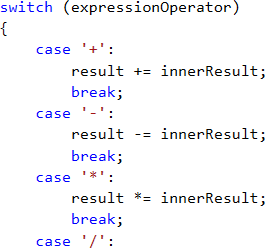 switch (expressionOperator)
{
    case '+':
        result += innerResult;
        break;
    case '-':
        result -= innerResult;
        break;
    case '*':
        result *= innerResult;
        break;
    case '/':